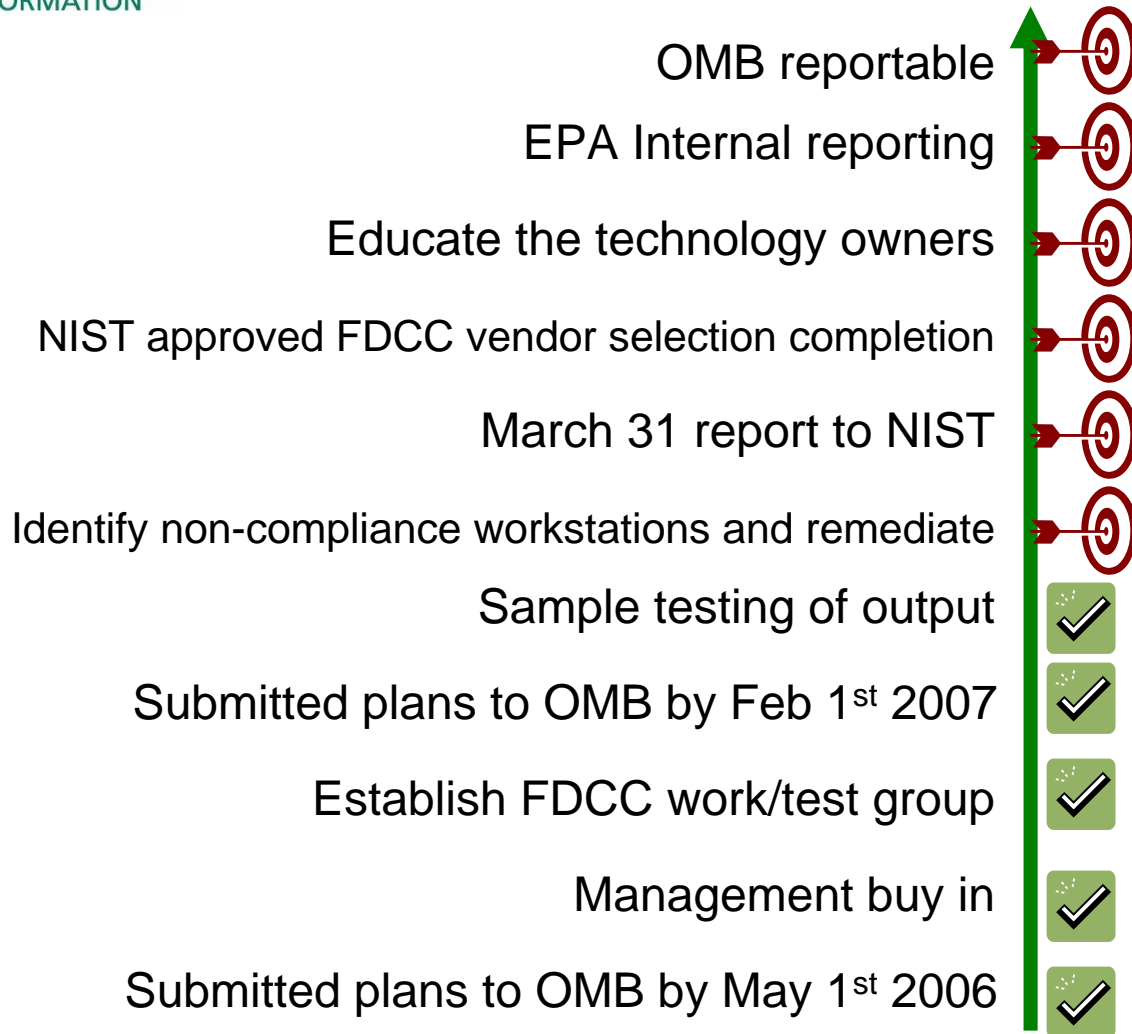 OMB reportable
EPA Internal reporting
Educate the technology owners
NIST approved FDCC vendor selection completion
March 31 report to NIST
Identify non-compliance workstations and remediate
Sample testing of output
Submitted plans to OMB by Feb 1st 2007
Establish FDCC work/test group
Management buy in
Submitted plans to OMB by May 1st 2006